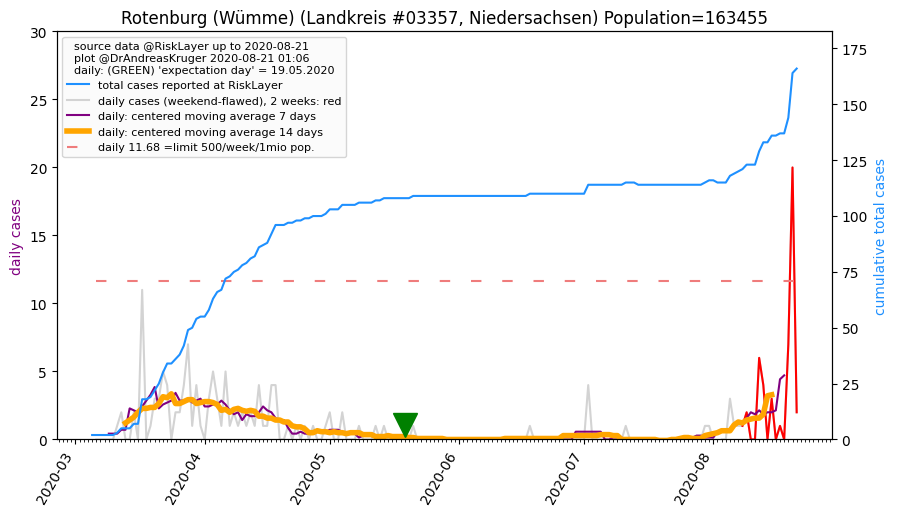 Rotenburg (Wümme) (Landkreis #03357, Niedersachsen) Population=163455
source data @RiskLayer up to 2020-08-21
plot @DrAndreasKruger 2020-08-21 01:06
daily: (GREEN) 'expectation day' = 19.05.2020
total cases reported at RiskLayer
daily cases (weekend-flawed), 2 weeks: red
daily: centered moving average 7 days
daily: centered moving average 14 days
daily 11.68 =limit 500/week/1mio pop.
daily cases
30
25
20
15
10
5
0
cumulative total cases
175
150
125
100
75
50
25
0
2020-03
2020-04
2020-05
2020-06
2020-07
2020-08